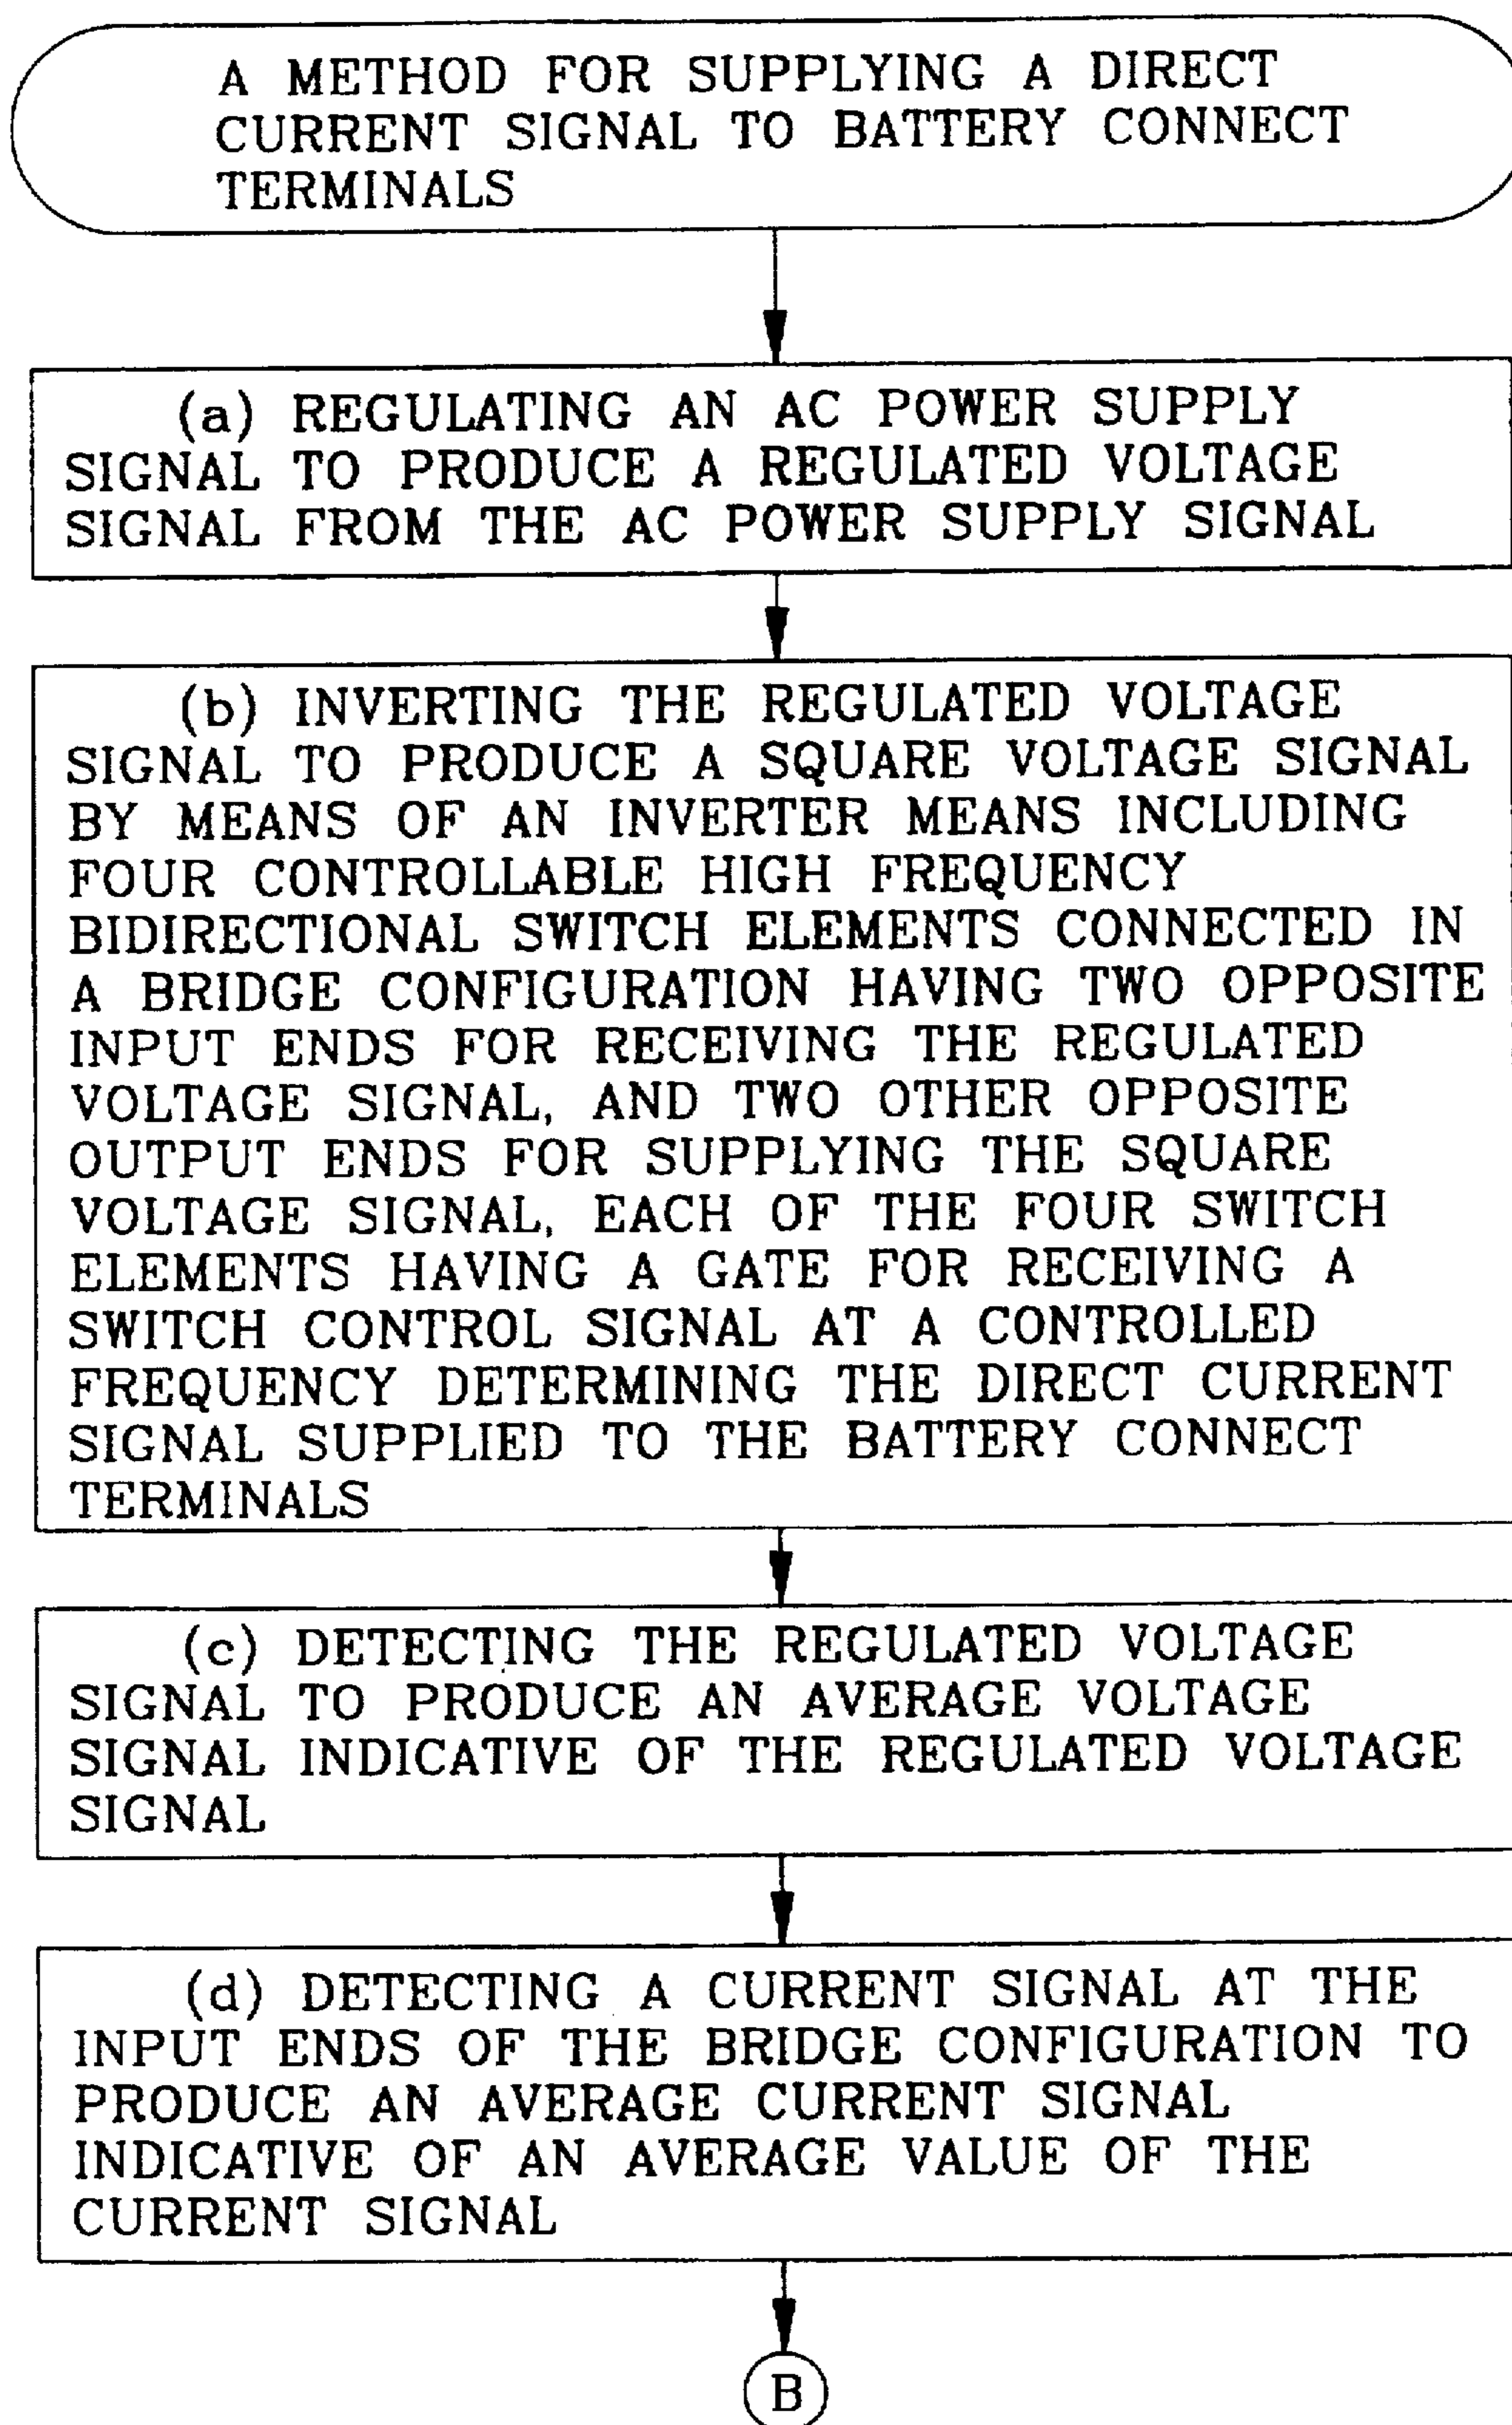 A METHOD FOR SUPPLYING A DIRECT
CURRENT SIGNAL TO BATTERY CONNECT
TERMINALS
(a) REGULATING AN AC POWER SUPPLY
SIGNAL TO PRODUCE A REGULATED VOLTAGE
SIGNAL FROM THE AC POWER SUPPLY SIGNAL
(b) INVERTING THE REGULATED VOLTAGE
SIGNAL TO PRODUCE A SQUARE VOLTAGE SIGNAL
BY MEANS OF AN INVERTER MEANS INCLUDING
FOUR CONTROLLABLE HIGH FREQUENCY
BIDIRECTIONAL SWITCH ELEMENTS CONNECTED IN
A BRIDGE CONFIGURATION HAVING TWO OPPOSITE
INPUT ENDS FOR RECEIVING THE REGULATED
VOLTAGE SIGNAL, AND TWO OTHER OPPOSITE
OUTPUT ENDS FOR SUPPLYING THE SQUARE
VOLTAGE SIGNAL, EACH OF THE FOUR SWITCH
ELEMENTS HAVING A GATE FOR RECEIVING A
SWITCH CONTROL SIGNAL AT A CONTROLLED
FREQUENCY DETERMINING THE DIRECT CURRENT
SIGNAL SUPPLIED TO THE BATTERY CONNECT
TERMINALS
(c) DETECTING THE REGULATED VOLTAGE
SIGNAL TO PRODUCE AN AVERAGE VOLTAGE
SIGNAL INDICATIVE OF THE REGULATED VOLTAGE
SIGNAL
(d) DETECTING A CURRENT SIGNAL AT THE
INPUT ENDS OF THE BRIDGE CONFIGURATION TO
PRODUCE AN AVERAGE CURRENT SIGNAL
INDICATIVE OF AN AVERAGE VALUE OF THE
CURRENT SIGNAL
B